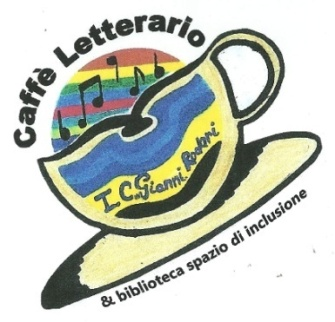 Caffè Letterario
I.C. Gianni Rodari
& biblioteca spazio di inclusione